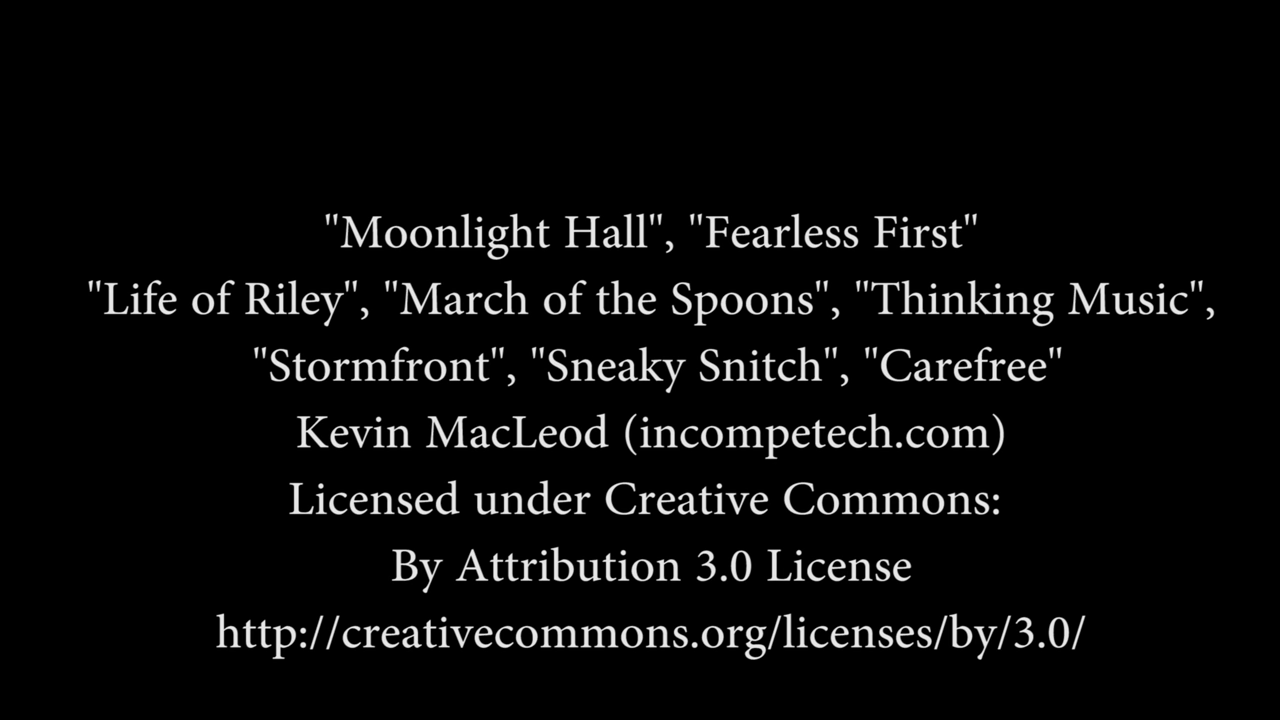 "Moonlight Hall", "Fearless First"
"Life of Riley", "March of the Spoons", "Thinking Music",
"Stormfront", "Sneaky Snitch", "Carefree"
Kevin MacLeod (incompetech.com)
Licensed under Creative Commons:
By Attribution 3.0 License
http://creativecommons.org/licenses/by/3.0/